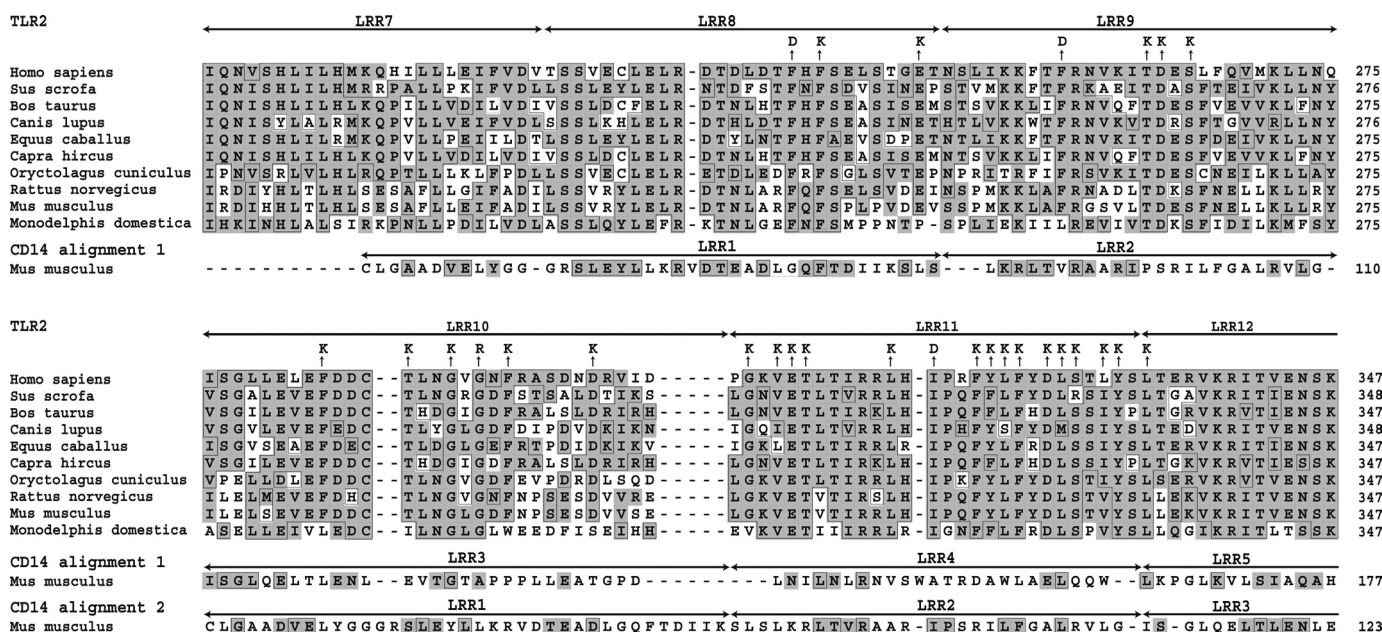 TLR2 LRR7 LRR8 LRR9
D K K D K K K
↑ ↑ ↑ ↑ ↑ ↑ ↑
Homo sapiens IQNVSHLILHMKQHILLLEIFVDVTSSVECLELR-DTDLDTFHFSELSTGETNSLIKKFTFRNVKITDESLFQVMKLLNQ 275
Sus scrofa IQNISHLILHMRRPALLPKIFVDLLSSLEYLELR-NTDFSTFNFSDVSINEPSTVMKKFTFRKAEITDASFTEIVKLLNY 276
Bos taurus IQNISHLILHLKQPILLVDILVDIVSSLDCFELR-DTNLHTFHFSEASISEMSTSVKKLIFRNVQFTDESFVEVVKLFNY 275
Canis lupus IQNISYLALRMKQPVLLVEIFVDLSSSLKHLELR-DTHLDTFHFSEASINETHTLVKKWTFRNVKVTDRSFTGVVRLLNY 276
Equus caballus IQNISHLILRMKQPVLLPEIILDTLSSLEYLELR-DTYLNTFHFAEVSDPETNTLIKKFTFRNVKITDESFDEIVKLLNY 275
Capra hircus IQNISHLILHLKQPVLLVDILVDIVSSLDCLELR-DTNLHTFHFSEASISEMNTSVKKLIFRNVQFTDESFVEVVKLFNY 275
Oryctolagus cuniculus IPNVSRLVLHLRQPTLLLKLFPDLLSSVECLELR-ETDLEDFRFSGLSVTEPNPRITRFIFRSVKITDESCNEILKLLAY 275
Rattus norvegicus IRDIYHLTLHLSESAFLLGIFADILSSVRYLELR-DTNLARFQFSELSVDEINSPMKKLAFRNADLTDKSFNELLKLLRY 275
Mus musculus IRDIHHLTLHLSESAFLLEIFADILSSVRYLELR-DTNLARFQFSPLPVDEVSSPMKKLAFRGSVLTDESFNELLKLLRY 275
Monodelphis domestica IHKINHLALSIRKPNLLPDILVDLASSLQYLEFR-KTNLGEFNFSMPPNTP-SPLIEKIILREVIVTDKSFIDILKMFSY 275
CD14 alignment 1 LRR1 LRR2
Mus musculus -----------CLGAADVELYGG-GRSLEYLLKRVDTEADLGQFTDIIKSLS---LKRLTVRAARIPSRILFGALRVLG- 110
TLR2 LRR10 LRR11 LRR12
K K K R K K K K K K K D K K K K K K K K K K
↑ ↑ ↑ ↑ ↑ ↑ ↑ ↑ ↑ ↑ ↑ ↑ ↑ ↑ ↑ ↑ ↑ ↑ ↑ ↑ ↑ ↑
Homo sapiens ISGLLELEFDDC--TLNGVGNFRASDNDRVID-----PGKVETLTIRRLH-IPRFYLFYDLSTLYSLTERVKRITVENSK 347
Sus scrofa VSGALEVEFDDC--TLNGRGDFSTSALDTIKS-----LGNVETLTVRRLH-IPQFFLFYDLRSIYSLTGAVKRITIENSK 348
Bos taurus VSGILEVEFDDC--THDGIGDFRALSLDRIRH-----LGNVETLTIRKLH-IPQFFLFHDLSSIYPLTGRVKRVTIENSK 347
Canis lupus VSGVLEVEFEDC--TLYGLGDFDIPDVDKIKN-----IGQIETLTVRRLH-IPHFYSFYDMSSIYSLTEDVKRITVENSK 348
Equus caballus ISGVSEAEFDEC--TLDGLGEFRTPDIDKIKV-----IGKLETLTIRRLR-IPQFYLFRDLSSIYSLTERVKRITIENSK 347
Capra hircus VSGILEVEFDDC--THDGIGDFRALSLDRIRH-----LGNVETLTIRKLH-IPQFFLFHDLSSIYPLTGKVKRVTIESSK 347
Oryctolagus cuniculus VPELLDLEFDDC--TLNGVGDFEVPDRDLSQD-----LGKVETLTIRRLH-IPKFYLFYDLSTIYSLTERVKRITVENSK 347
Rattus norvegicus ILELMEVEFDHC--TLNGVGNFNPSESDVVRE-----LGKVETVTIRSLH-IPQFYLFYDLSTVYSLLEKVKRITVENSK 347
Mus musculus ILELSEVEFDDC--TLNGLGDFNPSESDVVSE-----LGKVETVTIRRLH-IPQFYLFYDLSTVYSLLEKVKRITVENSK 347
Monodelphis domestica ASELLEIVLEDC--ILNGLGLWEEDFISEIHH-----EVKVETIIIRRLR-IGNFFLFRDLSPVYSLLQGIKRITLTSSK 347
CD14 alignment 1 LRR3 LRR4 LRR5
Mus musculus ISGLQELTLENL--EVTGTAPPPLLEATGPD---------LNILNLRNVSWATRDAWLAELQQW-LKPGLKVLSIAQAH 177
CD14 alignment 2 LRR1 LRR2 LRR3
Mus musculus CLGAADVELYGGGRSLEYLLKRVDTEADLGQFTDIIKSLSLKRLTVRAAR-IPSRILFGALRVLG-IS-GLQELTLENLE 123